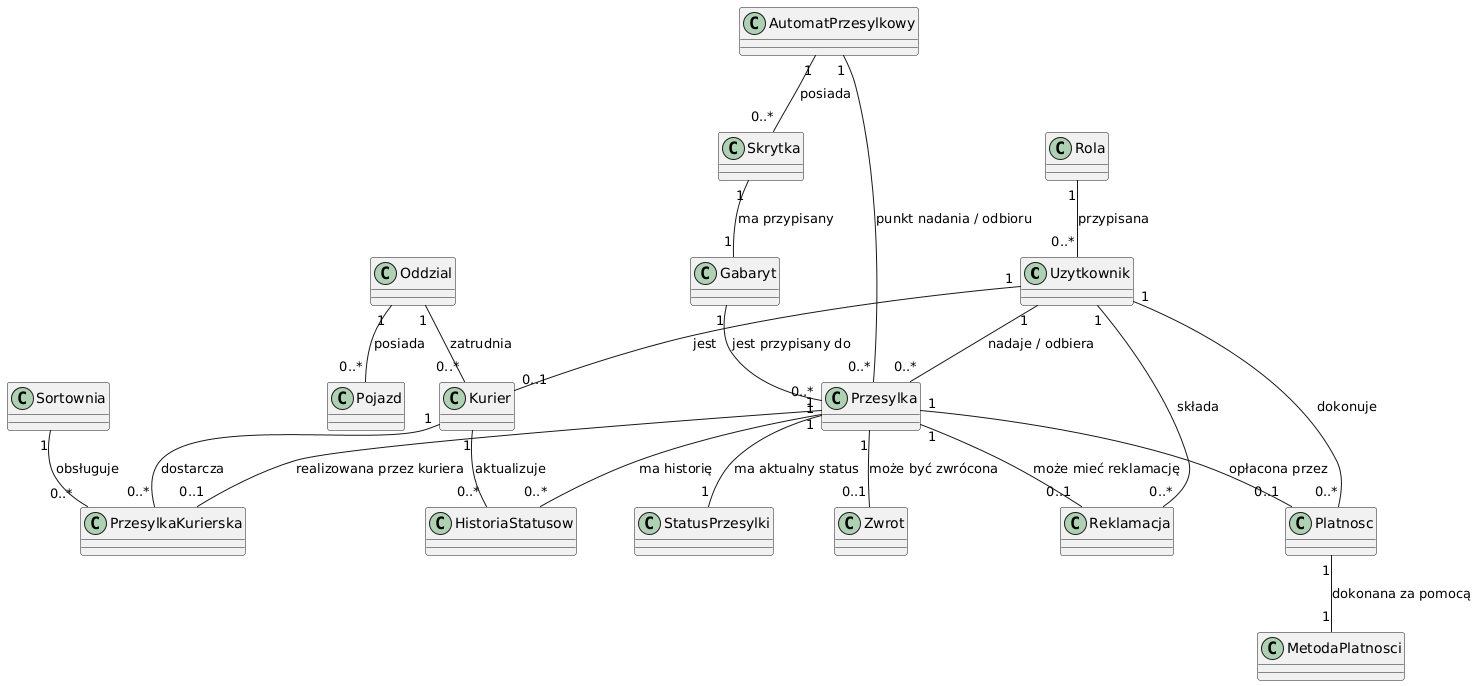 C AutomatPrzesylkowy
1 1
posiada
0..*
C Skrytka
C Rola
1 1
ma przypisany
punkt nadania / odbioru
przypisana
1 0..*
C Oddzial
C Gabaryt
C Uzytkownik
1
1 1 1 1 1 1
posiada
zatrudnia
jest
jest przypisany do
nadaje / odbiera
0..* 0..* 0..1 0..* 0..* 0..*
składa
dokonuje
C Sortownia
C Pojazd
C Kurier
C Przesylka
1 1 1 1 1 1 1 1 1 1
obsługuje
dostarcza
realizowana przez kuriera
aktualizuje
ma historię
ma aktualny status
może być zwrócona
może mieć reklamację
opłacona przez
0..* 0..* 0..1 0..* 0..* 1 0..1 0..1 0..* 0..1 0..*
C PrzesylkaKurierska
C HistoriaStatusow
C StatusPrzesylki
C Zwrot
C Reklamacja
C Platnosc
1
dokonana za pomocą
1
C MetodaPlatnosci